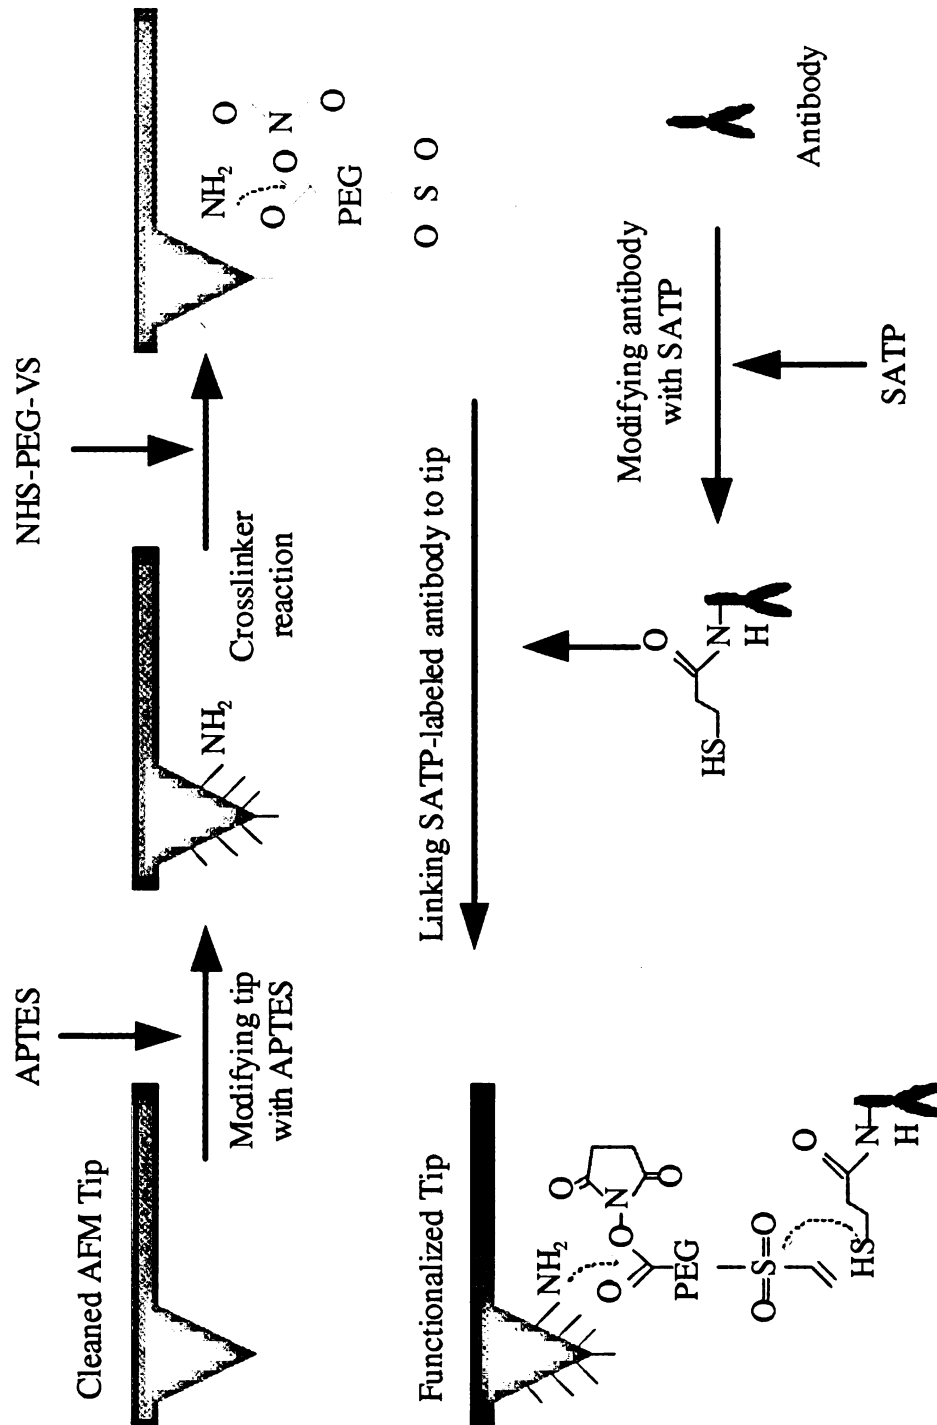 APTES
NHS-PEG-VS
Cleaned AFM Tip
Modifying tip
with APTES
NH2
Crosslinker
reaction
NH2
O
O
O
N
O
PEG
O S O
Functionalized Tip
Linking SATP-labeled antibody to tip
NH2
O
O
O
N
O
PEG
O=S=O
HS
O
N
H
HS
O
N
H
Modifying antibody
with SATP
SATP
Antibody